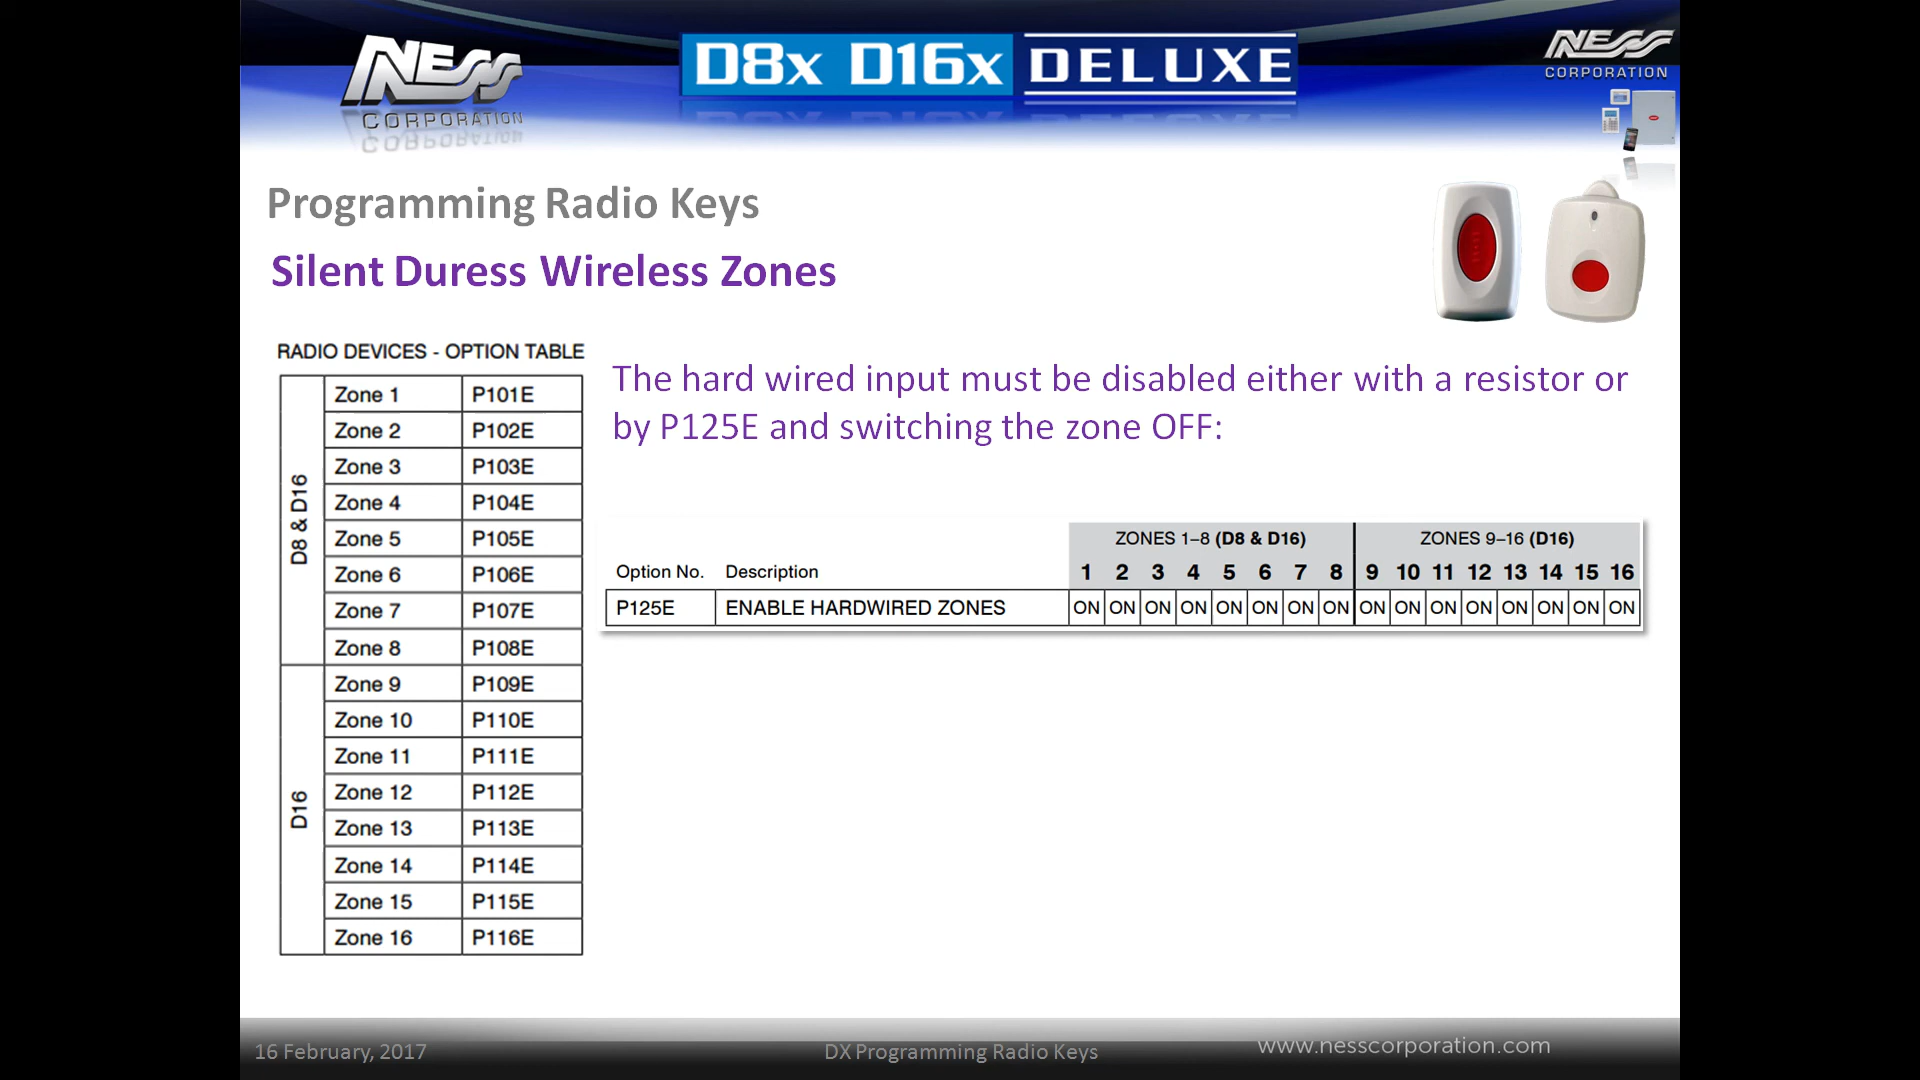 NESS
CORPORATION
D8x D16x DELUXE
NESS
CORPORATION
Programming Radio Keys
Silent Duress Wireless Zones
RADIO DEVICES - OPTION TABLE
D8 & D16
Zone 1 P101E
Zone 2 P102E
Zone 3 P103E
Zone 4 P104E
Zone 5 P105E
Zone 6 P106E
Zone 7 P107E
Zone 8 P108E
D16
Zone 9 P109E
Zone 10 P110E
Zone 11 P111E
Zone 12 P112E
Zone 13 P113E
Zone 14 P114E
Zone 15 P115E
Zone 16 P116E
The hard wired input must be disabled either with a resistor or
by P125E and switching the zone OFF:
ZONES 1–8 (D8 & D16) ZONES 9–16 (D16)
Option No. Description 1 2 3 4 5 6 7 8 9 10 11 12 13 14 15 16
P125E ENABLE HARDWIRED ZONES ON ON ON ON ON ON ON ON ON ON ON ON ON ON ON ON
16 February, 2017 DX Programming Radio Keys www.nesscorporation.com